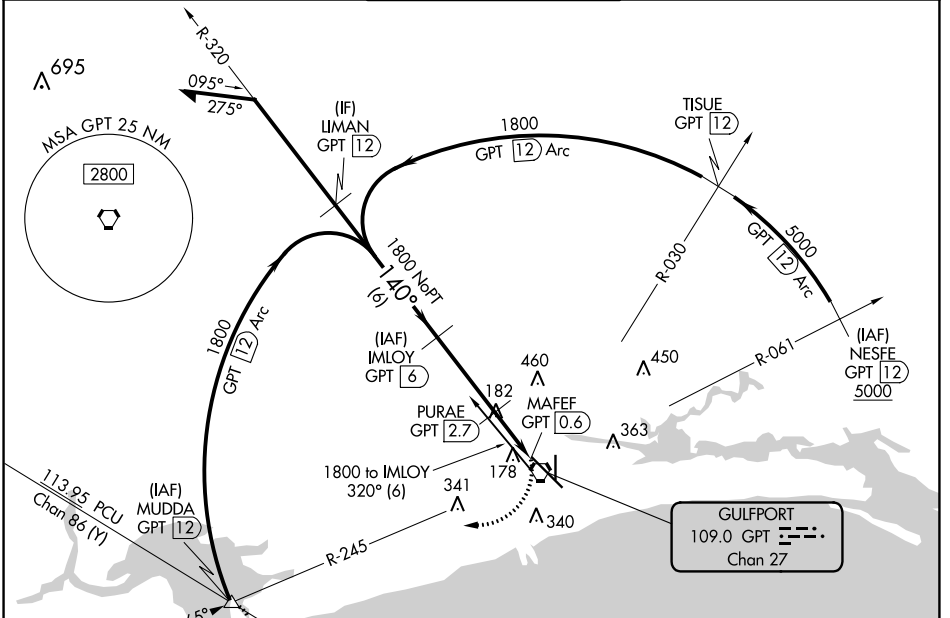 R-320
695
095°
275°
(IF)
LIMAN
GPT 12
TISUE
GPT 12
1800
GPT 12 Arc
MSA GPT 25 NM
2800
5000
GPT 12 Arc
R-030
1800 NoPT
140°
(6)
1800
GPT 12 Arc
(IAF)
IMLOY
GPT 6
R-061
(IAF)
NESFE
GPT 12
5000
460
450
182
MAFEF
GPT 0.6
PURAE
GPT 2.7
363
178
1800 to IMLOY
320° (6)
341
340
113.95 PCU
Chan 86 (Y)
(IAF)
MUDDA
GPT 12
R-245
GULFPORT
109.0 GPT
Chan 27